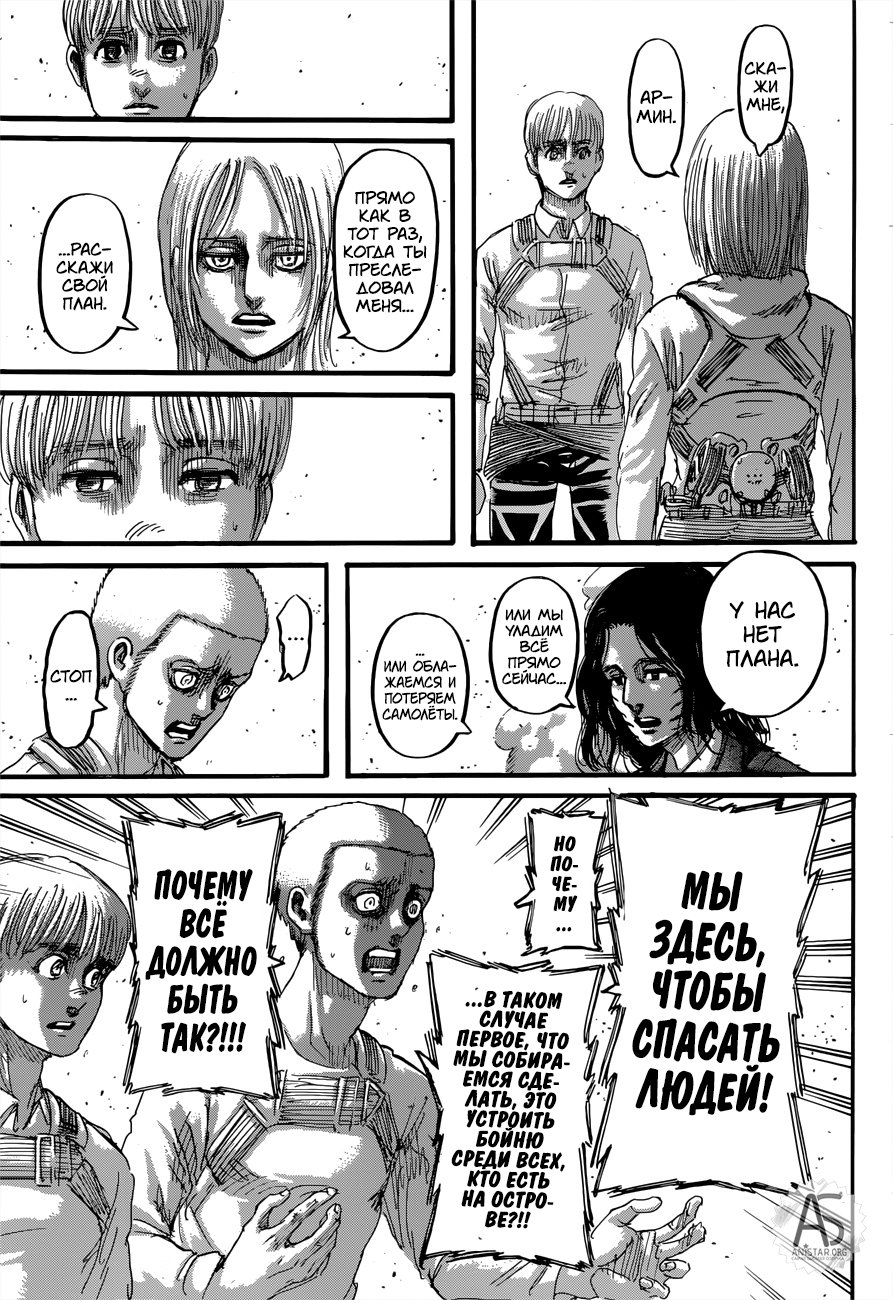 СКА-
ЖИ
МНЕ,
АР-
МИН.
ПРЯМО
КАК В
ТОТ РАЗ,
КОГДА ТЫ
ПРЕСЛЕ-
ДОВАЛ
МЕНЯ...
...РАС-
СКАЖИ
СВОЙ
ПЛАН.
У НАС
НЕТ
ПЛАНА.
ИЛИ МЫ
УЛАДИМ
ВСЁ
ПРЯМО
СЕЙЧАС...
...
ИЛИ ОБЛА-
ЖАЕМСЯ И
ПОТЕРЯЕМ
САМОЛЁТЫ.
...
СТОП
...
МЫ
ЗДЕСЬ,
ЧТОБЫ
СПАСАТЬ
ЛЮДЕЙ!
НО
ПО-
ЧЕ-
МУ
...
...В ТАКОМ
СЛУЧАЕ
ПЕРВОЕ, ЧТО
МЫ СОБИРА-
ЕМСЯ СДЕ-
ЛАТЬ, ЭТО
УСТРОИТЬ
БОЙНЮ
СРЕДИ ВСЕХ,
КТО ЕСТЬ
НА ОСТРО-
ВЕ?!!
ПОЧЕМУ
ВСЁ
ДОЛЖНО
БЫТЬ
ТАК?!!!
ANISTAR.ORG